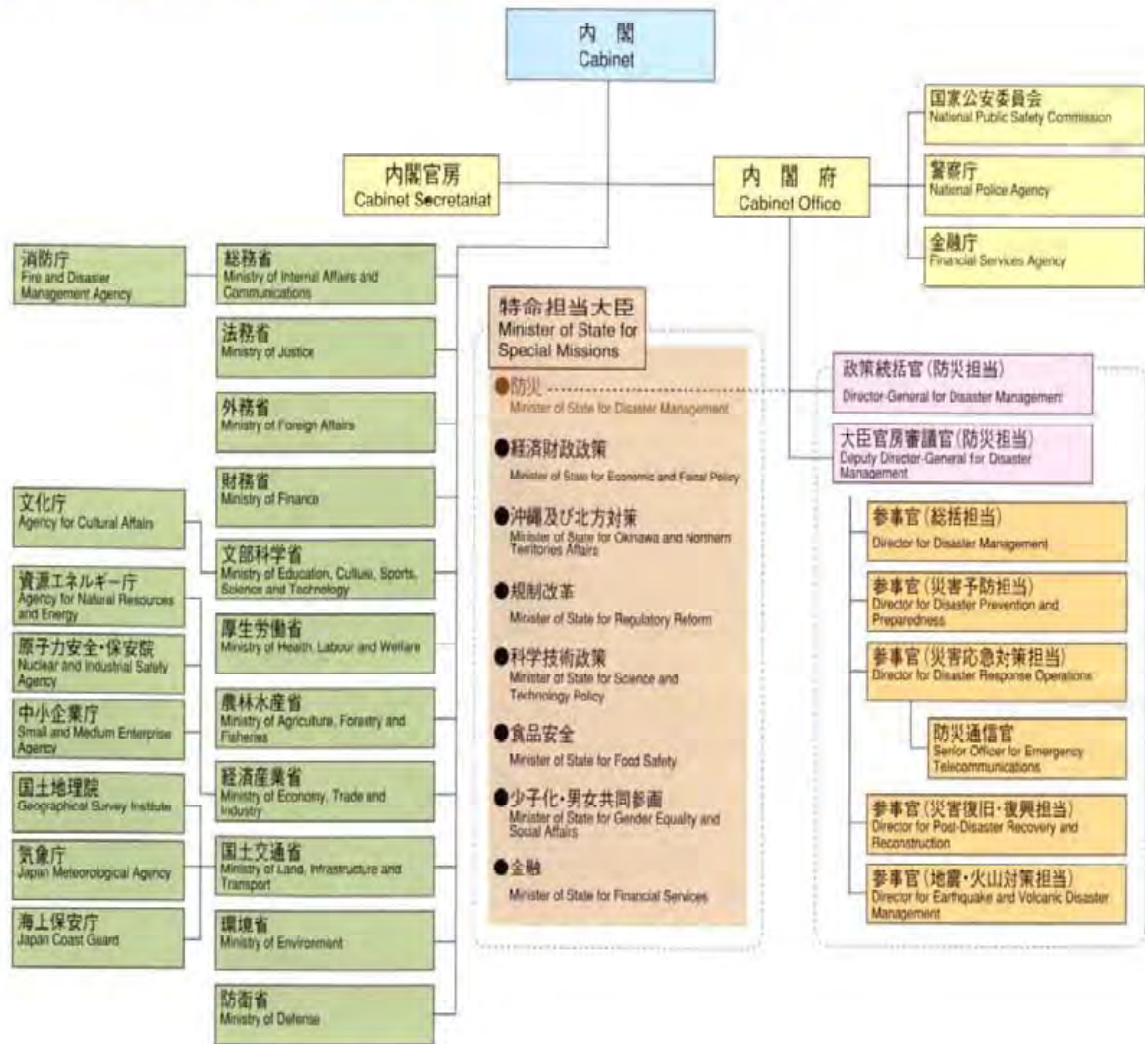 内 閣
Cabinet
内閣官房
Cabinet Secretariat
内 閣 府
Cabinet Office
国家公安委員会
National Public Safety Commission
警察庁
National Police Agency
金融庁
Financial Services Agency
消防庁
Fire and Disaster
Management Agency
総務省
Ministry of Internal Affairs and
Communications
法務省
Ministry of Justice
外務省
Ministry of Foreign Affairs
財務省
Ministry of Finance
文化庁
Agency for Cultural Affairs
文部科学省
Ministry of Education, Culture, Sports,
Science and Technology
資源エネルギー庁
Agency for Natural Resources
and Energy
厚生労働省
Ministry of Health, Labour and Welfare
原子力安全・保安院
Nuclear and Industrial Safety
Agency
農林水産省
Ministry of Agriculture, Forestry and
Fisheries
中小企業庁
Small and Medium Enterprise
Agency
経済産業省
Ministry of Economy, Trade and
Industry
国土地理院
Geographical Survey Institute
国土交通省
Ministry of Land, Infrastructure and
Transport
気象庁
Japan Meteorological Agency
海上保安庁
Japan Coast Guard
環境省
Ministry of Environment
防衛省
Ministry of Defense
特命担当大臣
Minister of State for
Special Missions
●防災
Minister of State for Disaster Management
●経済財政政策
Minister of State for Economic and Fiscal Policy
●沖縄及び北方対策
Minister of State for Okinawa and Northern
Territories Affairs
●規制改革
Minister of State for Regulatory Reform
●科学技術政策
Minister of State for Science and
Technology Policy
●食品安全
Minister of State for Food Safety
●少子化・男女共同参画
Minister of State for Gender Equality and
Social Affairs
●金融
Minister of State for Financial Services
政策統括官(防災担当)
Director-General for Disaster Management
大臣官房審議官(防災担当)
Deputy Director-General for Disaster
Management
参事官(総括担当)
Director for Disaster Management
参事官(災害予防担当)
Director for Disaster Prevention and
Preparedness
参事官(災害応急対策担当)
Director for Disaster Response Operations
防災通信官
Senior Officer for Emergency
Telecommunications
参事官(災害復旧・復興担当)
Director for Post-Disaster Recovery and
Reconstruction
参事官(地震・火山対策担当)
Director for Earthquake and Volcanic Disaster
Management